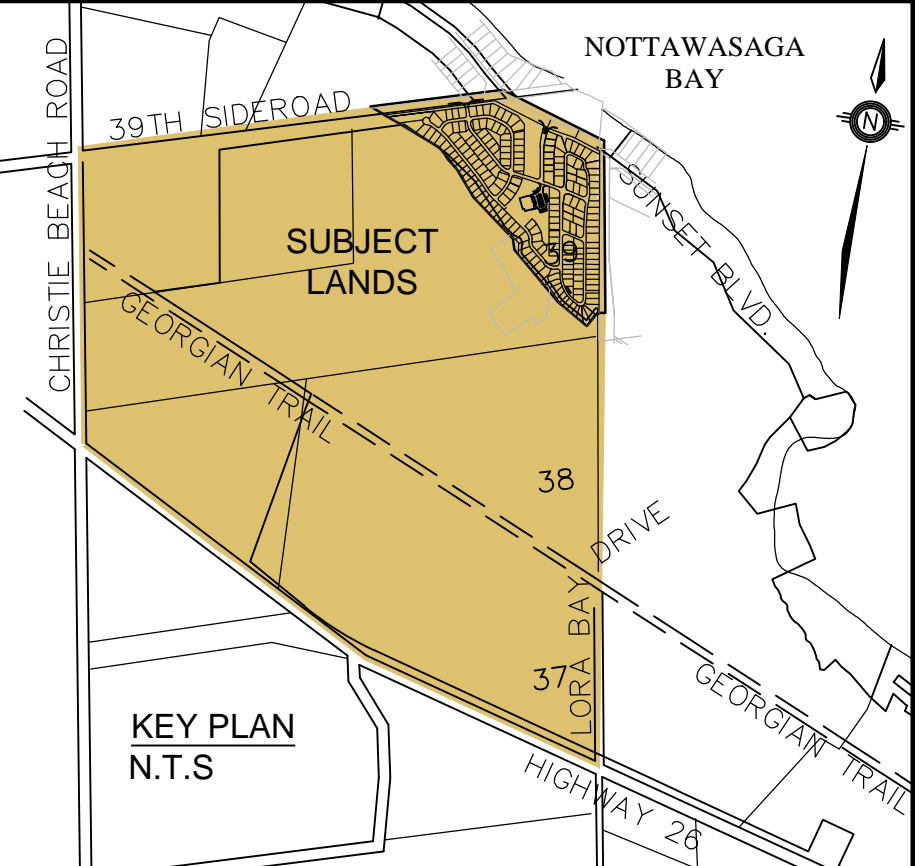 NOTTAWASAGA
BAY
N
CHRISTIE BEACH ROAD
39TH SIDEROAD
SUNSET BLVD.
SUBJECT
LANDS
39
GEORGIAN TRAIL
38
LORA BAY DRIVE
37
GEORGIAN TRAIL
KEY PLAN
N.T.S
HIGHWAY 26